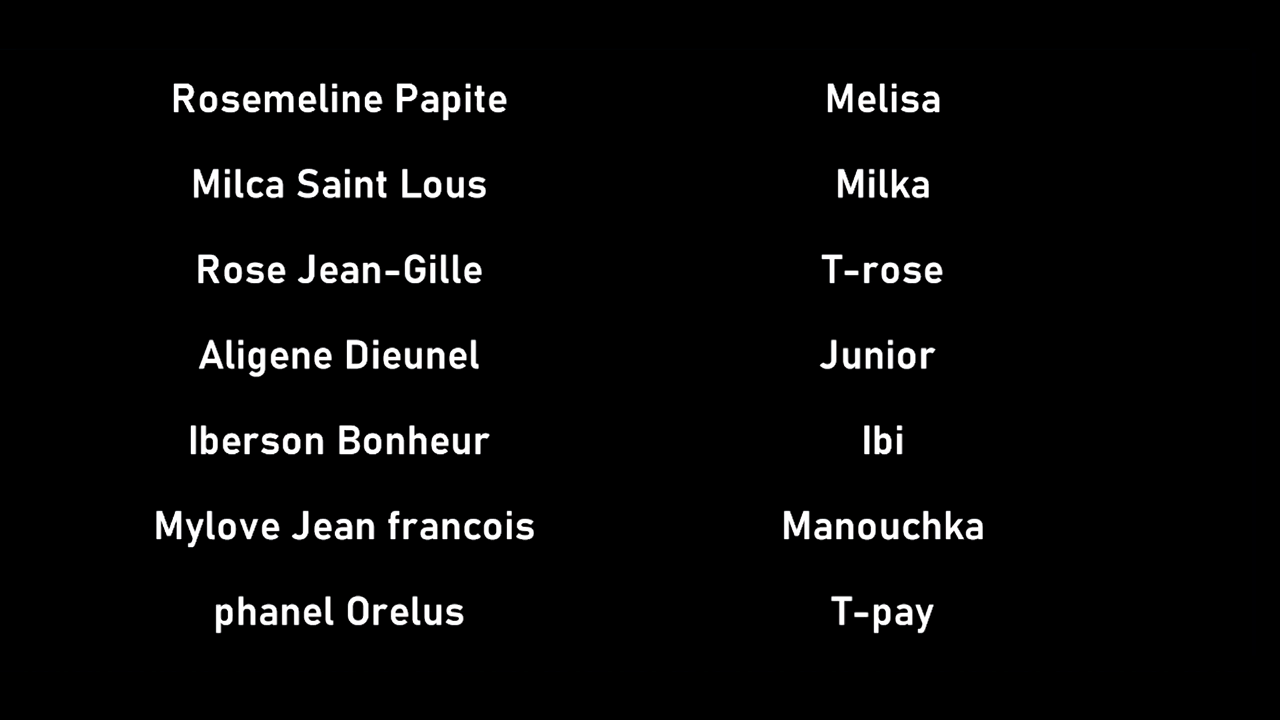 Rosemeline Papite Melisa
Milca Saint Lous Milka
Rose Jean-Gille T-rose
Aligene Dieunel Junior
Iberson Bonheur Ibi
Mylove Jean francois Manouchka
phanel Orelus T-pay